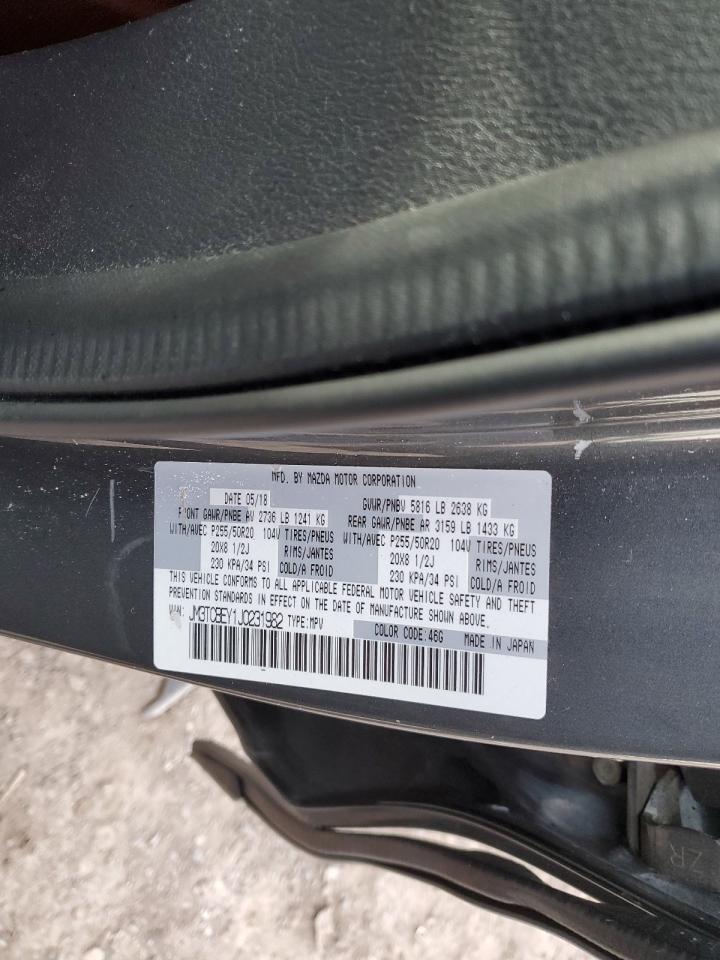 MFD. BY MAZDA MOTOR CORPORATION
DATE 05/18 GVWR/PNBV 5816 LB 2638 KG
FRONT GAWR/PNBE AV 2736 LB 1241 KG REAR GAWR/PNBE AR 3159 LB 1433 KG
WITH/AVEC P255/50R20 104V TIRES/PNEUS WITH/AVEC P255/50R20 104V TIRES/PNEUS
20X8 1/2J RIMS/JANTES 20X8 1/2J RIMS/JANTES
230 KPA/34 PSI COLD/A FROID 230 KPA/34 PSI COLD/A FROID
THIS VEHICLE CONFORMS TO ALL APPLICABLE FEDERAL MOTOR VEHICLE SAFETY AND THEFT
PREVENTION STANDARDS IN EFFECT ON THE DATE OF MANUFACTURE SHOWN ABOVE.
VIN: JM3TCBEY1J0231982 TYPE:MPV COLOR CODE:46G MADE IN JAPAN
ZR